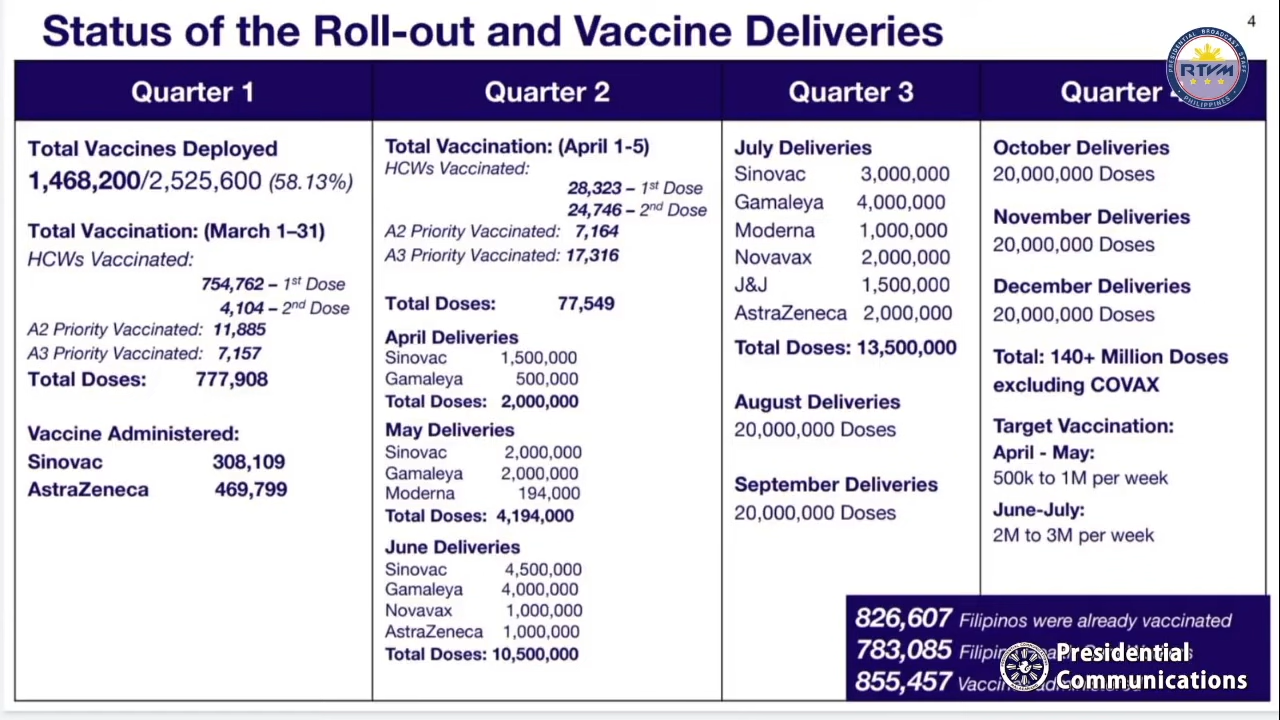 Status of the Roll-out and Vaccine Deliveries
4
PRESIDENTIAL BROADCAST STAFF
RTVM
PHILIPPINES
Quarter 1
Total Vaccines Deployed
1,468,200/2,525,600 (58.13%)
Total Vaccination: (March 1–31)
HCWs Vaccinated:
754,762 – 1st Dose
4,104 – 2nd Dose
A2 Priority Vaccinated: 11,885
A3 Priority Vaccinated: 7,157
Total Doses: 777,908
Vaccine Administered:
Sinovac 308,109
AstraZeneca 469,799
Quarter 2
Total Vaccination: (April 1-5)
HCWs Vaccinated:
28,323 – 1st Dose
24,746 – 2nd Dose
A2 Priority Vaccinated: 7,164
A3 Priority Vaccinated: 17,316
Total Doses: 77,549
April Deliveries
Sinovac 1,500,000
Gamaleya 500,000
Total Doses: 2,000,000
May Deliveries
Sinovac 2,000,000
Gamaleya 2,000,000
Moderna 194,000
Total Doses: 4,194,000
June Deliveries
Sinovac 4,500,000
Gamaleya 4,000,000
Novavax 1,000,000
AstraZeneca 1,000,000
Total Doses: 10,500,000
Quarter 3
July Deliveries
Sinovac 3,000,000
Gamaleya 4,000,000
Moderna 1,000,000
Novavax 2,000,000
J&J 1,500,000
AstraZeneca 2,000,000
Total Doses: 13,500,000
August Deliveries
20,000,000 Doses
September Deliveries
20,000,000 Doses
Quarter
October Deliveries
20,000,000 Doses
November Deliveries
20,000,000 Doses
December Deliveries
20,000,000 Doses
Total: 140+ Million Doses
excluding COVAX
Target Vaccination:
April - May:
500k to 1M per week
June-July:
2M to 3M per week
826,607 Filipinos were already vaccinated
783,085
855,457
Presidential
Communications